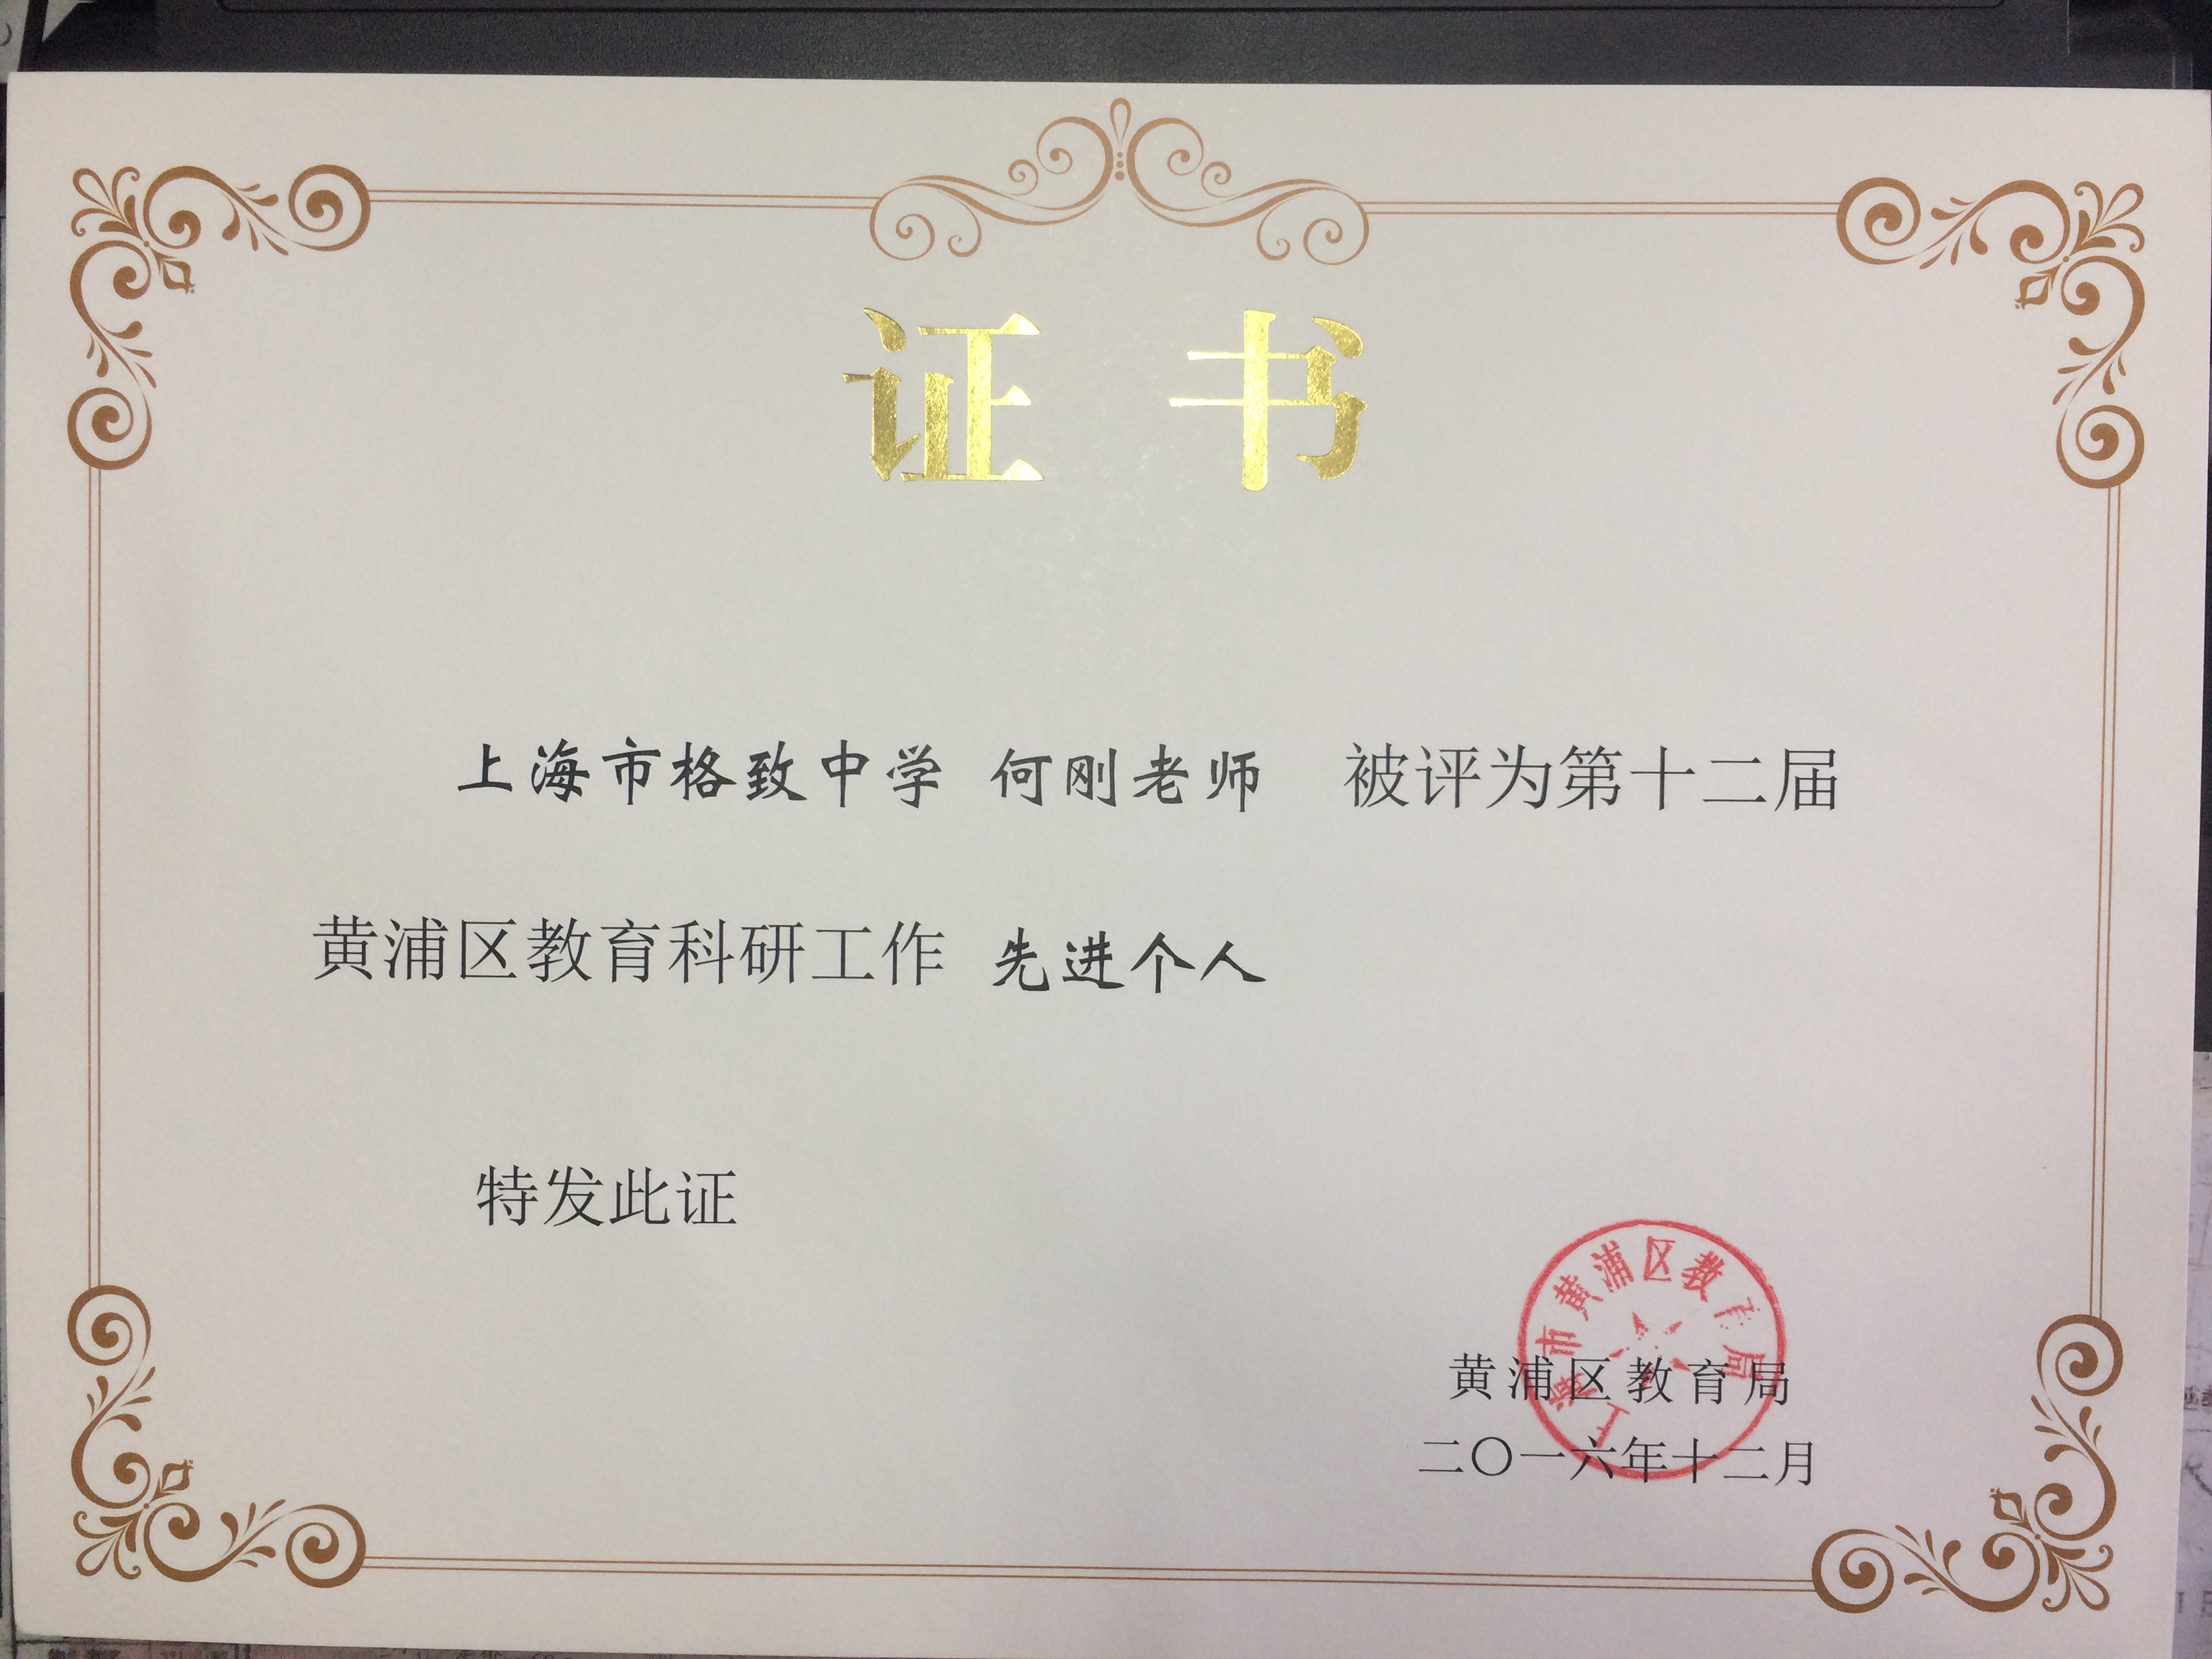 证书
上海市格致中学 何刚老师 被评为第十二届
黄浦区教育科研工作 先进个人
特发此证
上海市黄浦区教育局
黄浦区教育局
二〇一六年十二月